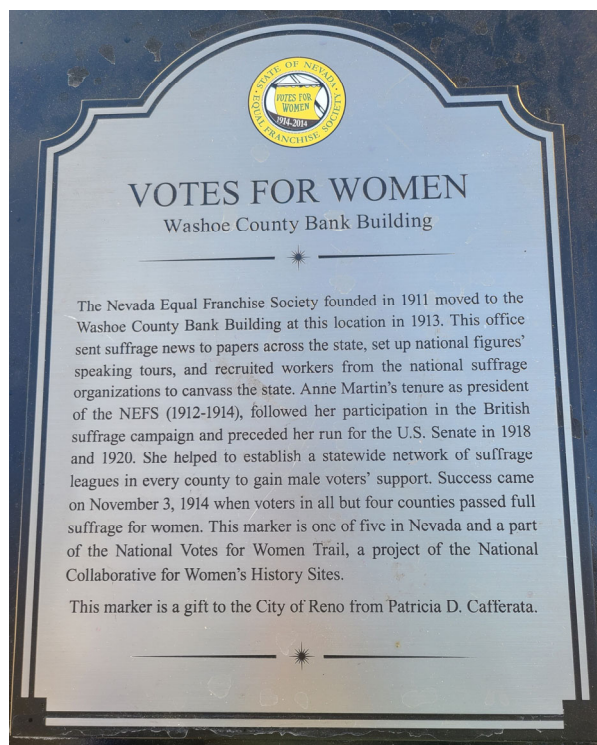 STATE OF NEVADA
VOTES FOR
WOMEN
1914-2014
EQUAL FRANCHISE SOCIETY
VOTES FOR WOMEN
Washoe County Bank Building
The Nevada Equal Franchise Society founded in 1911 moved to the
Washoe County Bank Building at this location in 1913. This office
sent suffrage news to papers across the state, set up national figures'
speaking tours, and recruited workers from the national suffrage
organizations to canvass the state. Anne Martin's tenure as president
of the NEFS (1912-1914), followed her participation in the British
suffrage campaign and preceded her run for the U.S. Senate in 1918
and 1920. She helped to establish a statewide network of suffrage
leagues in every county to gain male voters' support. Success came
on November 3, 1914 when voters in all but four counties passed full
suffrage for women. This marker is one of five in Nevada and a part
of the National Votes for Women Trail, a project of the National
Collaborative for Women's History Sites.
This marker is a gift to the City of Reno from Patricia D. Cafferata.